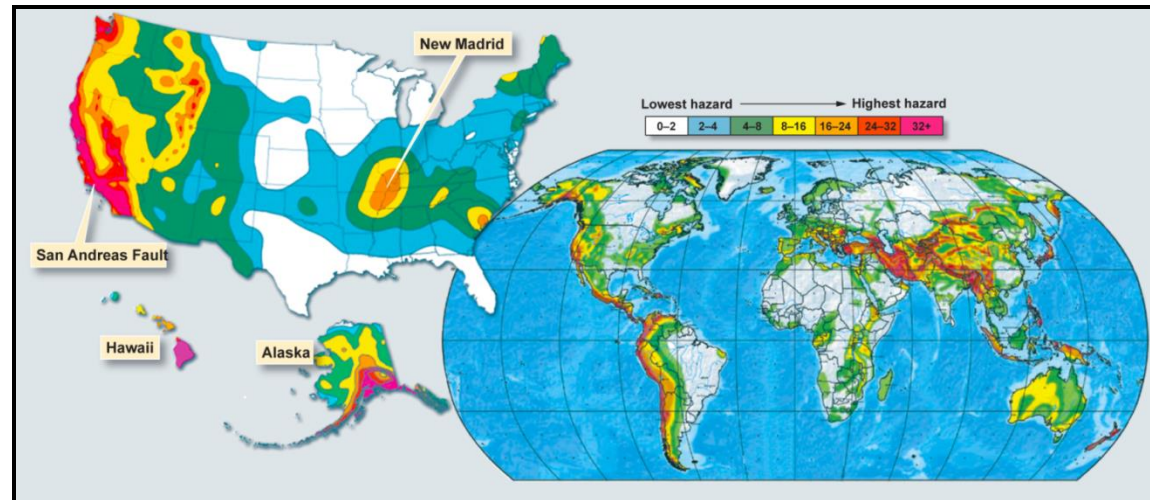 New Madrid
San Andreas Fault
Hawaii
Alaska
Lowest hazard Highest hazard
0–2 2–4 4–8 8–16 16–24 24–32 32+